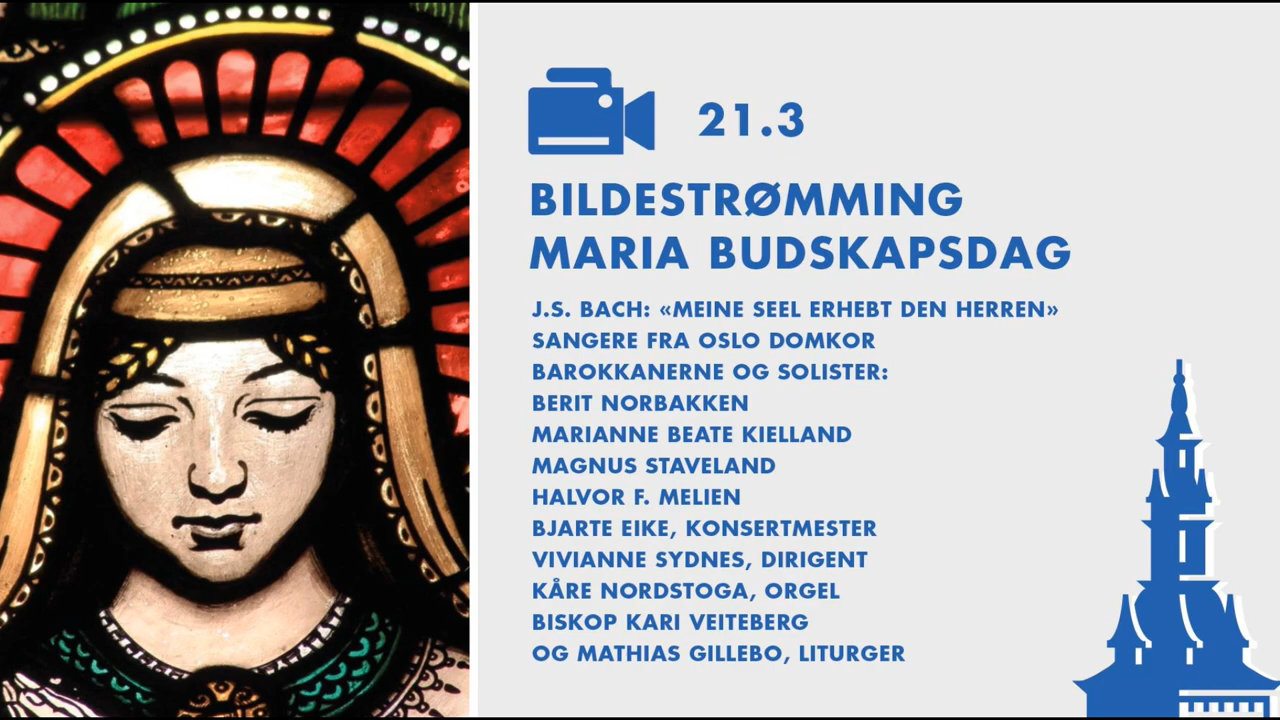 21.3
BILDESTRØMMING
MARIA BUDSKAPSDAG
J.S. BACH: «MEINE SEEL ERHEBT DEN HERREN»
SANGERE FRA OSLO DOMKOR
BAROKKANERNE OG SOLISTER:
BERIT NORBAKKEN
MARIANNE BEATE KIELLAND
MAGNUS STAVELAND
HALVOR F. MELIEN
BJARTE EIKE, KONSERTMESTER
VIVIANNE SYDNES, DIRIGENT
KÅRE NORDSTOGA, ORGEL
BISKOP KARI VEITEBERG
OG MATHIAS GILLEBO, LITURGER